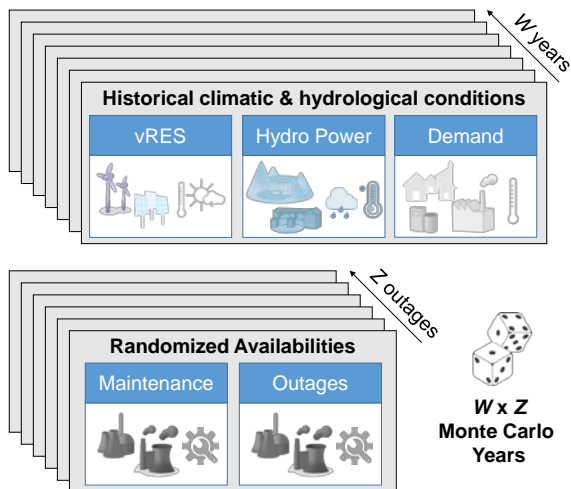 W years
Historical climatic & hydrological conditions
vRES
Hydro Power
Demand
Z outages
Randomized Availabilities
Maintenance
Outages
W x Z
Monte Carlo
Years